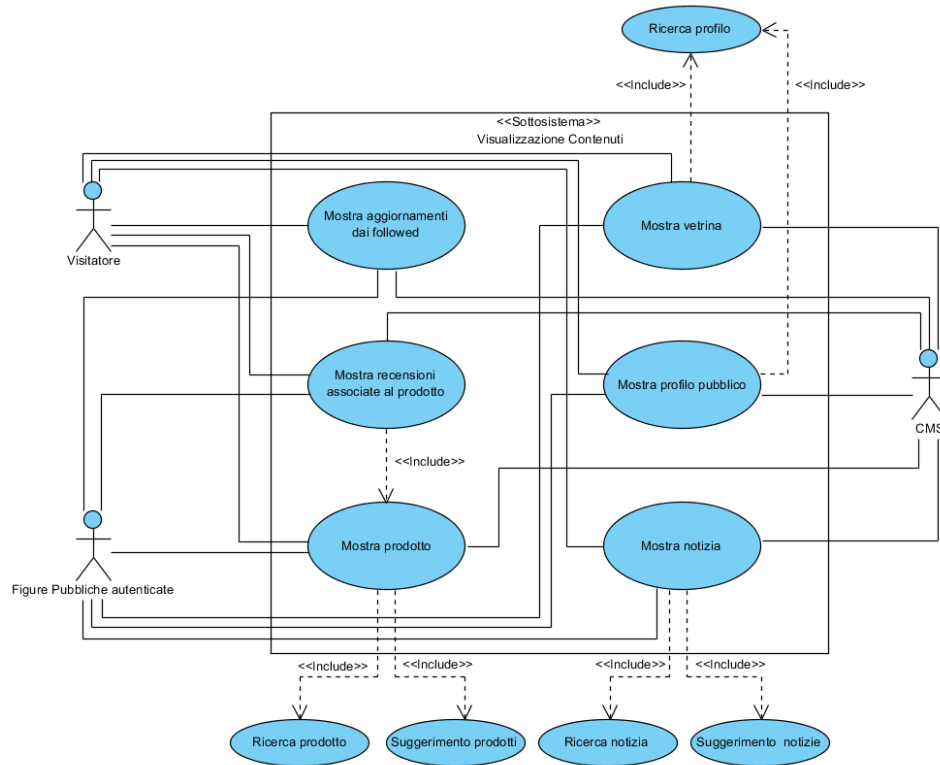 Ricerca profilo
<<Include>>
<<Include>>
<<Sottosistema>>
Visualizzazione Contenuti
Mostra aggiornamenti
dai followed
Mostra vetrina
Visitatore
Mostra recensioni
associate al prodotto
Mostra profilo pubblico
CMS
<<Include>>
Mostra prodotto
Mostra notizia
Figure Pubbliche autenticate
<<Include>>
<<Include>>
<<Include>>
<<Include>>
Ricerca prodotto
Suggerimento prodotti
Ricerca notizia
Suggerimento notizie